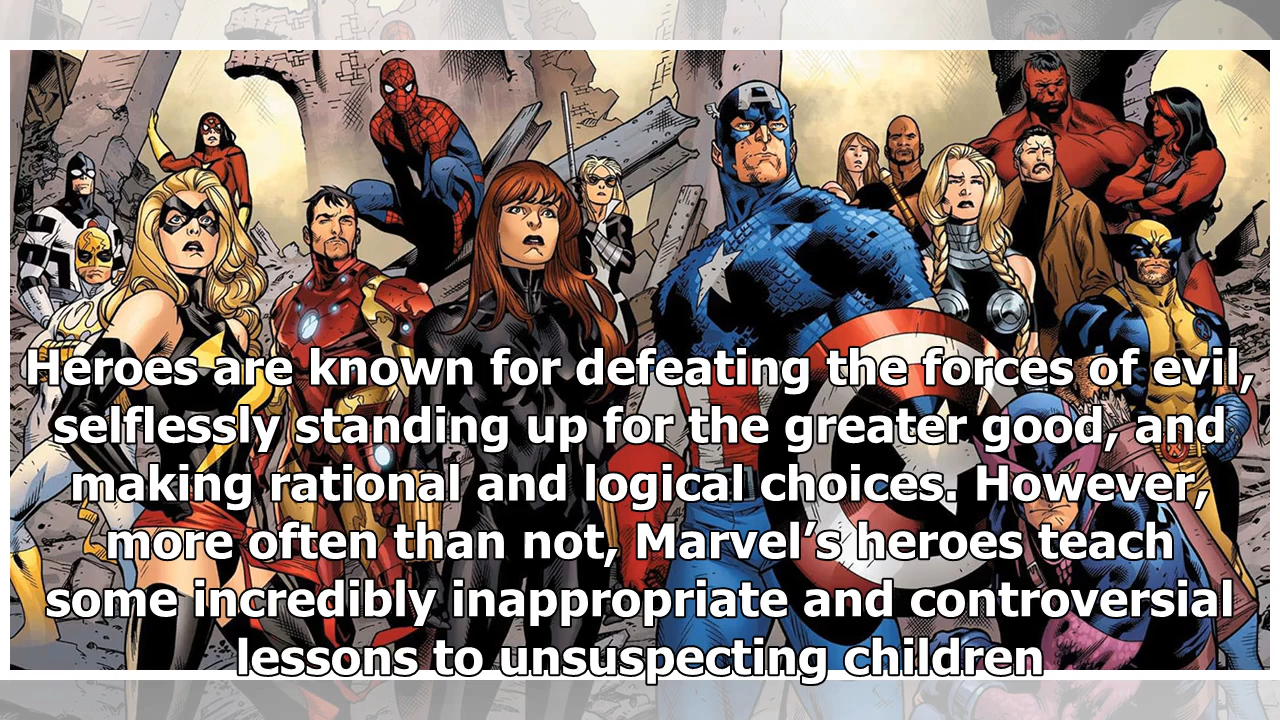 Heroes are known for defeating the forces of evil,
selflessly standing up for the greater good, and
making rational and logical choices. However,
more often than not, Marvel’s heroes teach
some incredibly inappropriate and controversial
lessons to unsuspecting children